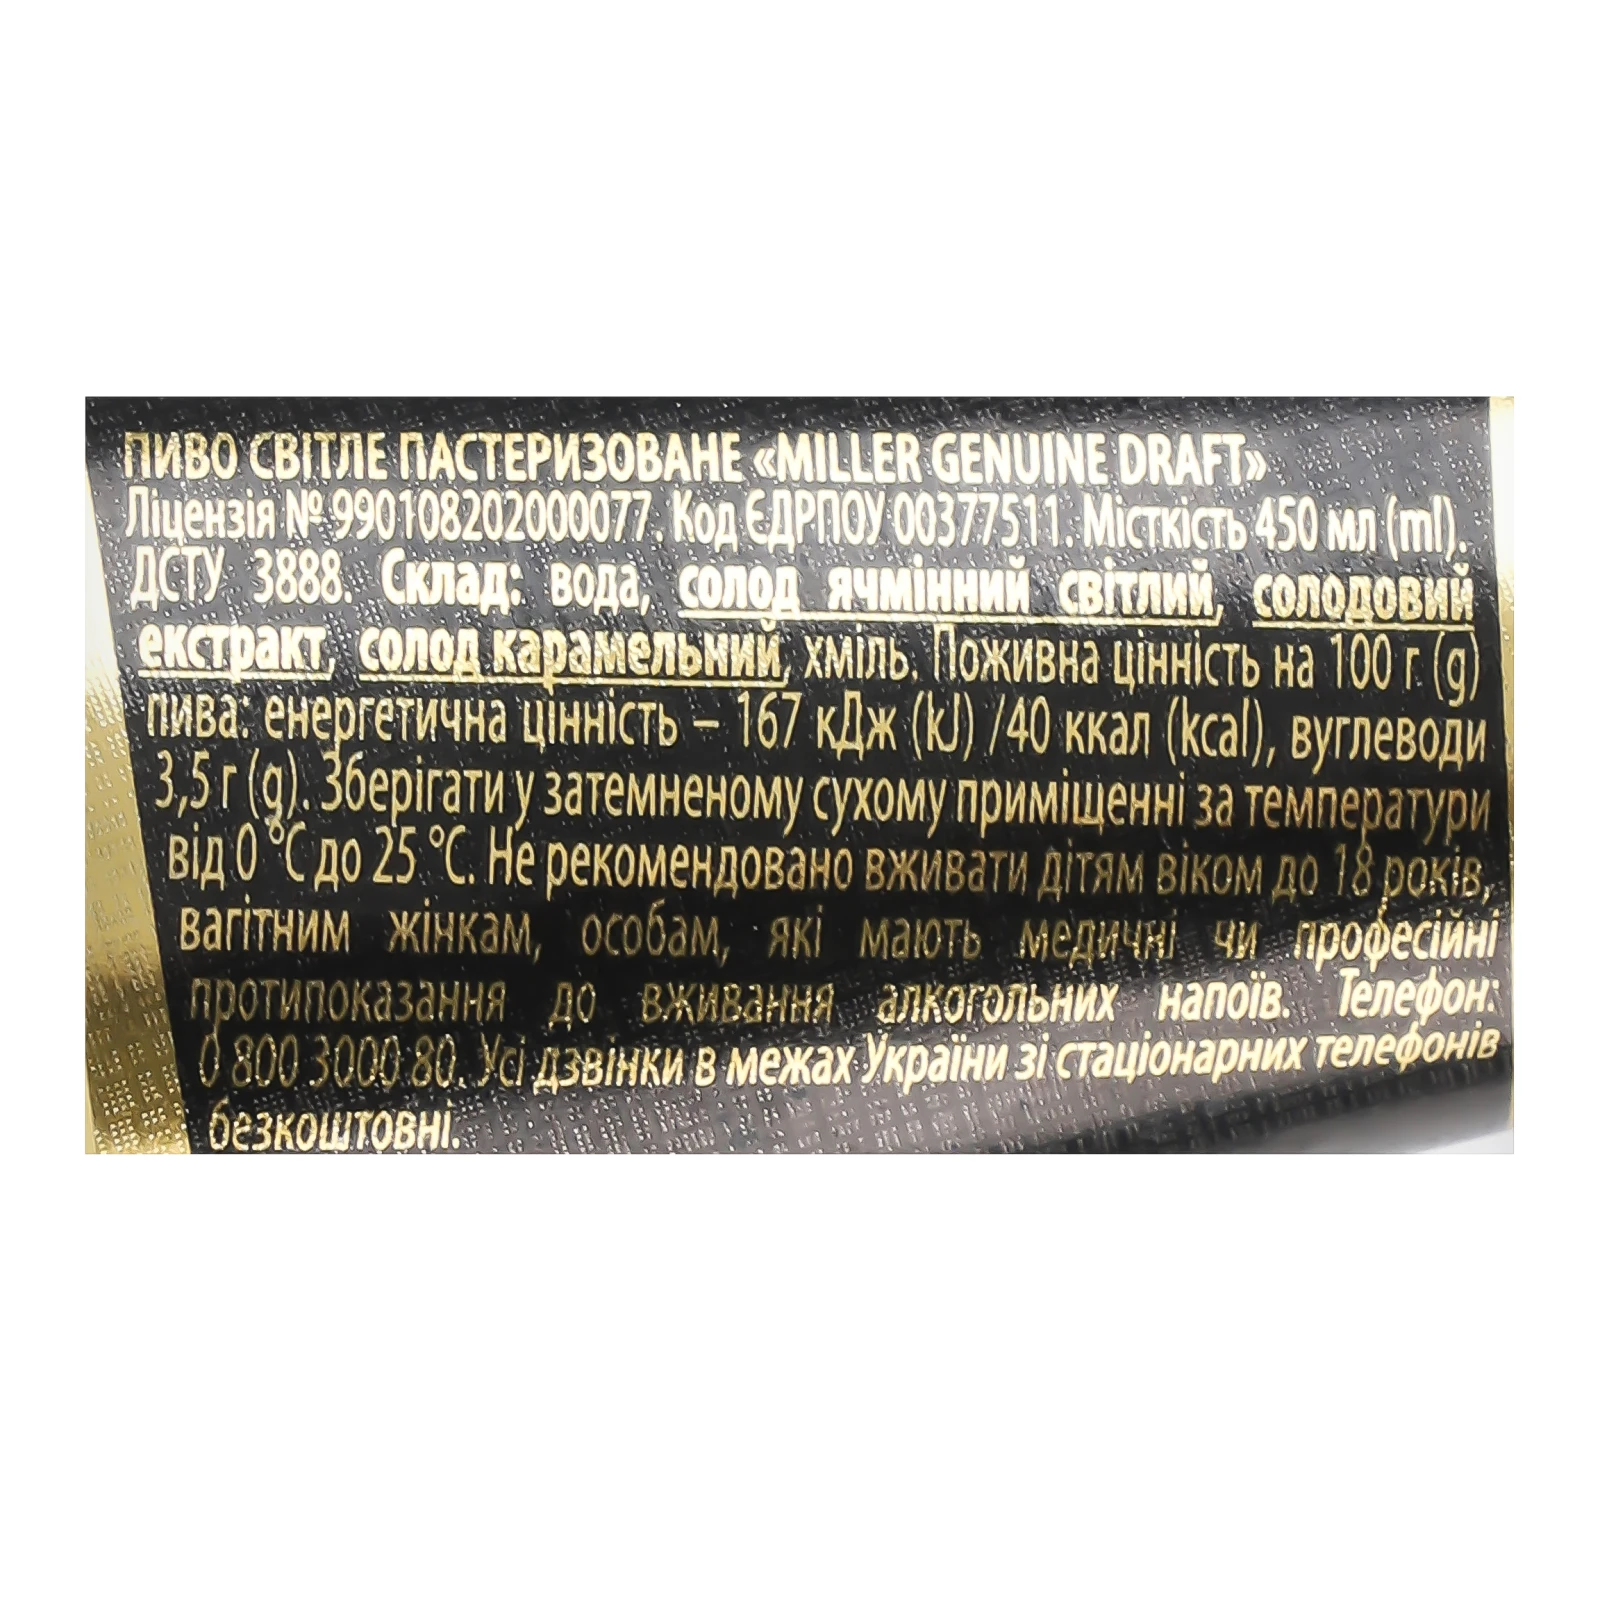 ПИВО СВІТЛЕ ПАСТЕРИЗОВАНЕ «MILLER GENUINE DRAFT»
Ліцензія № 990108202000077. Код ЄДРПОУ 00377511. Місткість 450 мл (ml).
ДСТУ 3888. Склад: вода, солод ячмінний світлий, солодовий
екстракт, солод карамельний, хміль. Поживна цінність на 100 г (g)
пива: енергетична цінність – 167 кДж (kJ) /40 ккал (kcal), вуглеводи
3,5 г (g). Зберігати у затемненому сухому приміщенні за температури
від 0 °С до 25 °С. Не рекомендовано вживати дітям віком до 18 років,
вагітним жінкам, особам, які мають медичні чи професійні
протипоказання до вживання алкогольних напоїв. Телефон:
0 800 3000 80. Усі дзвінки в межах України зі стаціонарних телефонів
безкоштовні.